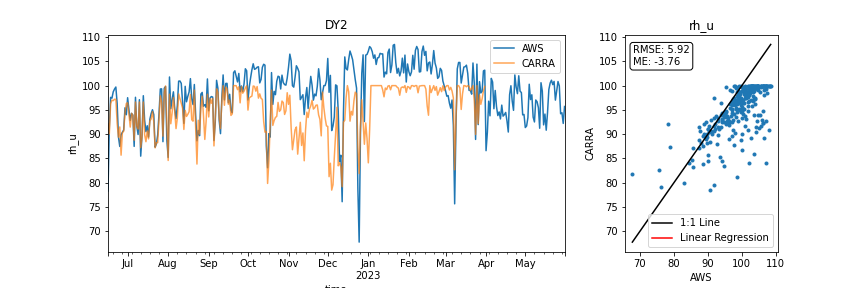 DY2
rh_u
110
105
100
95
90
85
80
75
70
AWS
CARRA
Jul
Aug
Sep
Oct
Nov
Dec
Jan
2023
Feb
Mar
Apr
May
time
rh_u
CARRA
110
105
100
95
90
85
80
75
70
RMSE: 5.92
ME: -3.76
1:1 Line
Linear Regression
70
80
90
100
110
AWS